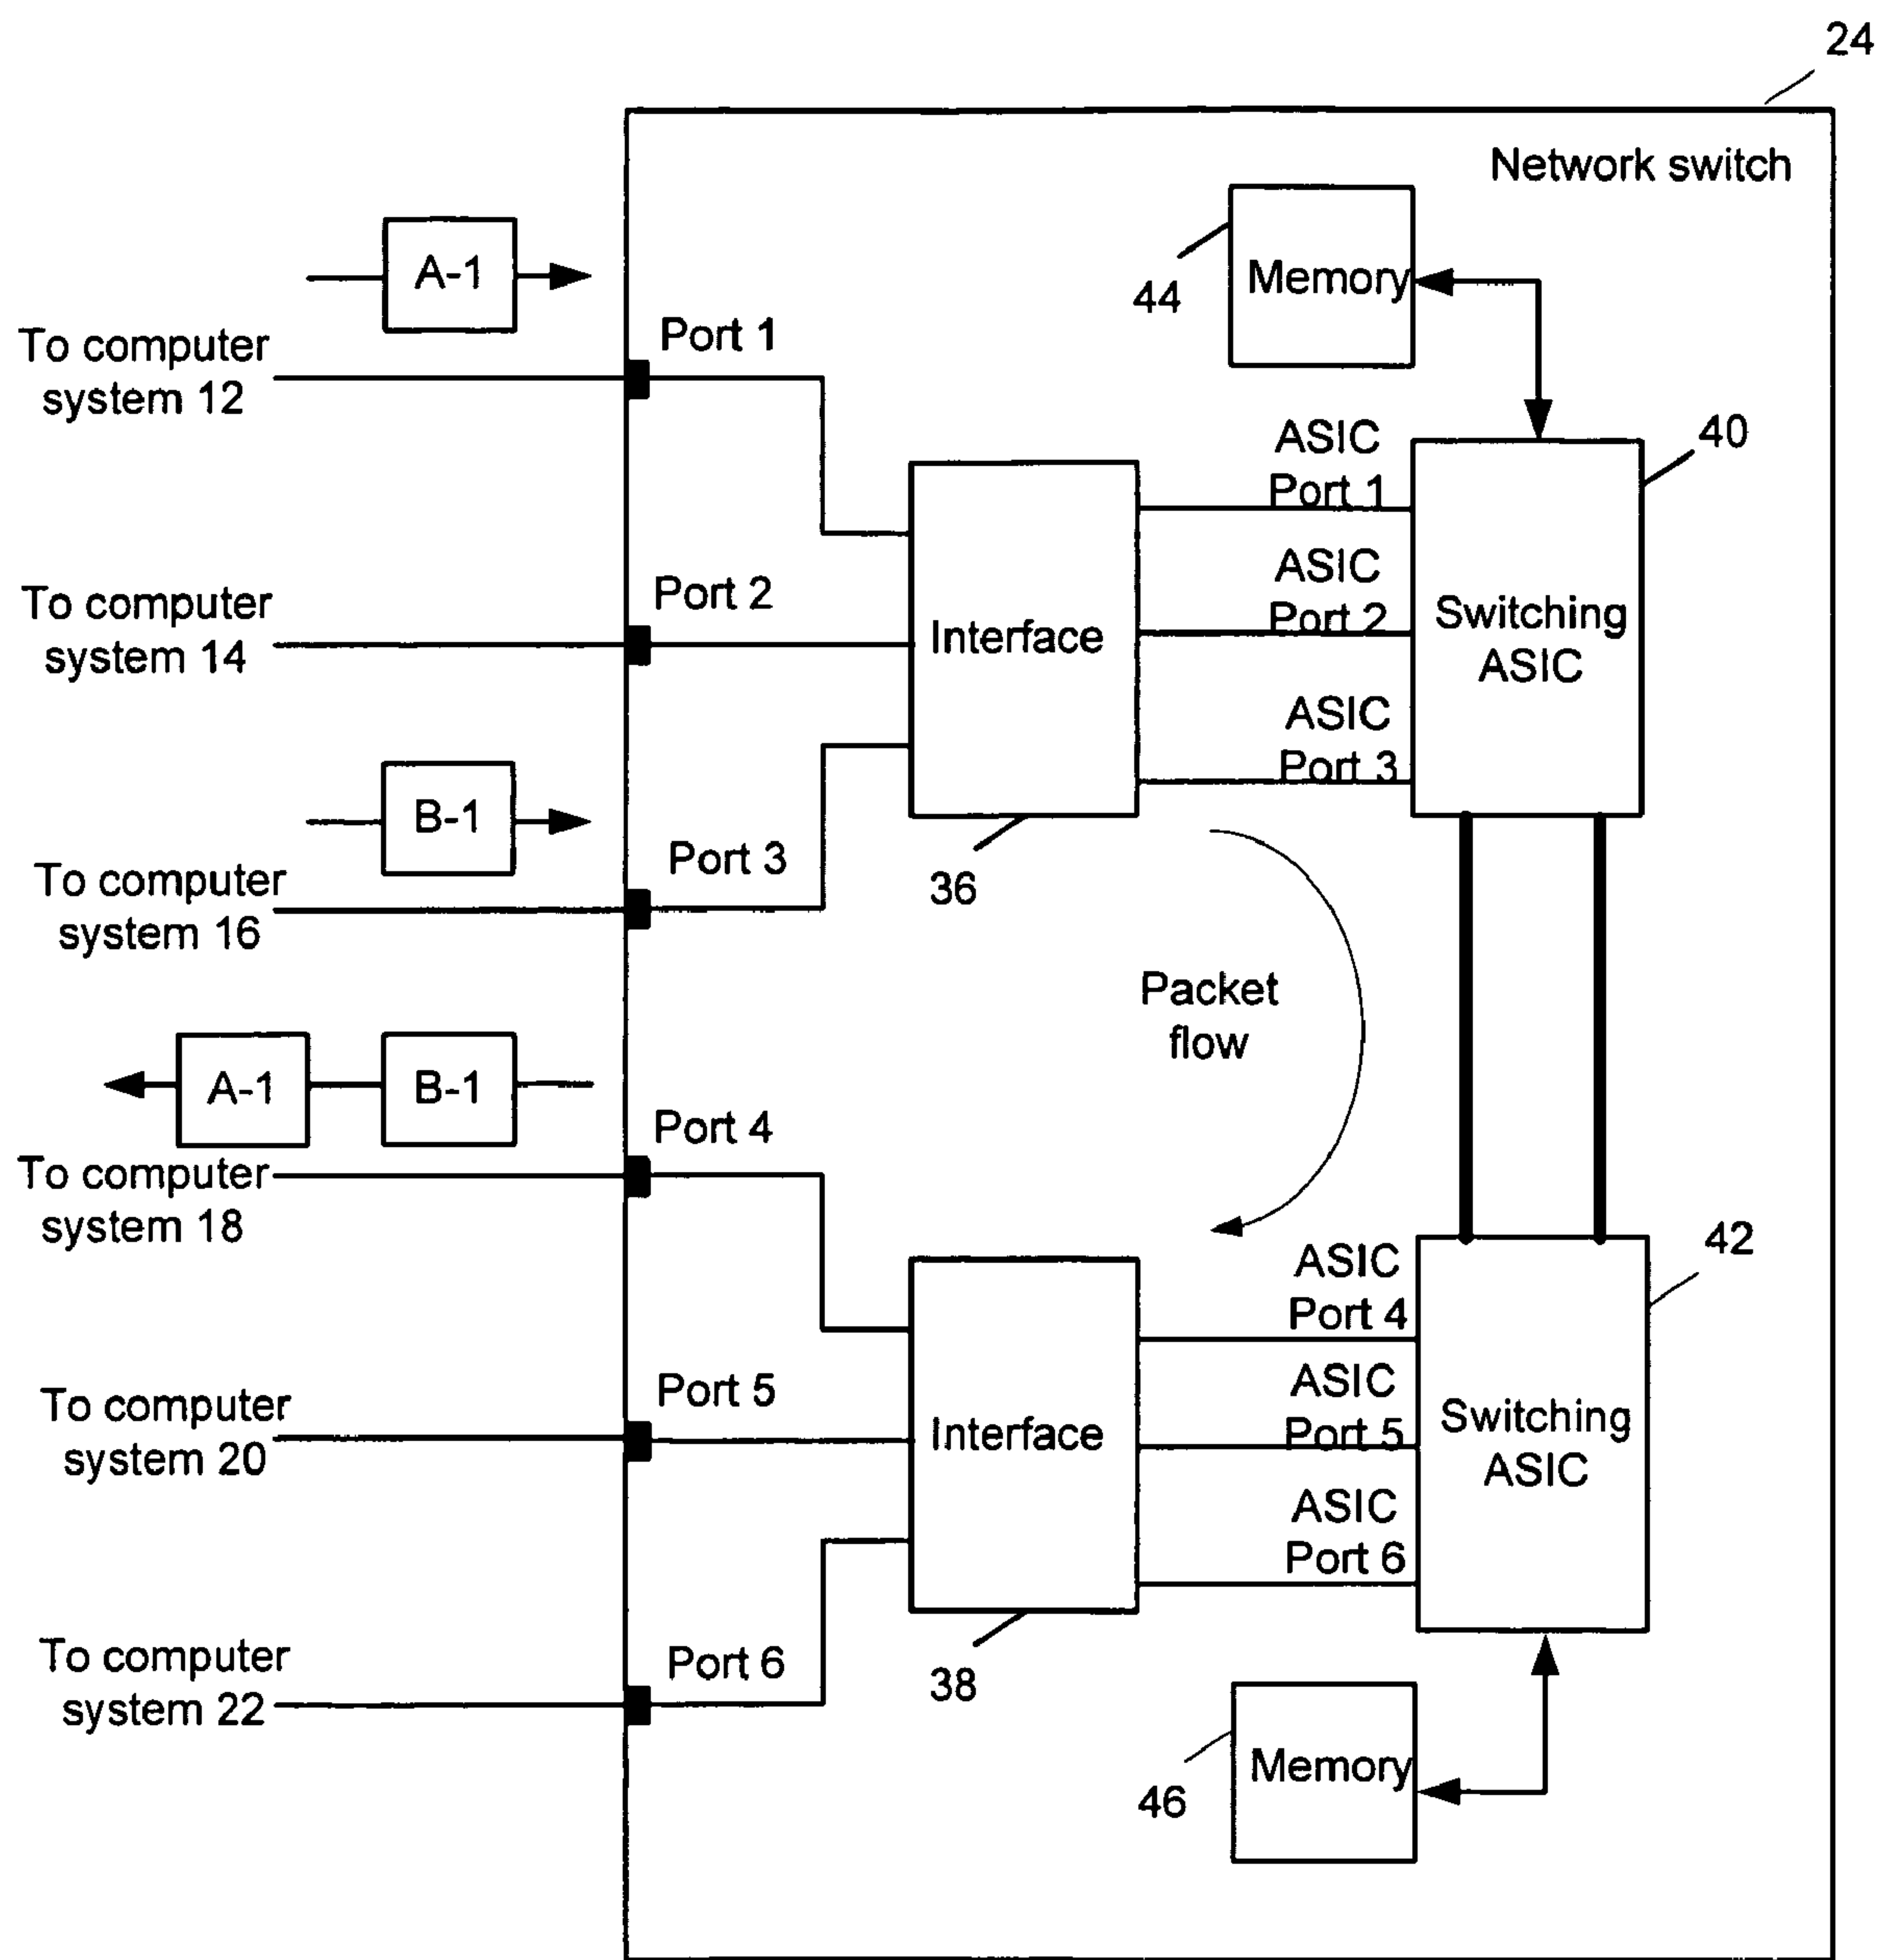 24
Network switch
A-1
44
Memory
To computer
system 12
Port 1
ASIC
Port 1
40
ASIC
Port 2
To computer
system 14
Port 2
Interface
Switching
ASIC
ASIC
Port 3
B-1
To computer
system 16
Port 3
36
Packet
flow
A-1
B-1
To computer
system 18
Port 4
ASIC
Port 4
42
ASIC
Port 5
To computer
system 20
Port 5
Interface
Switching
ASIC
ASIC
Port 6
To computer
system 22
Port 6
38
46
Memory